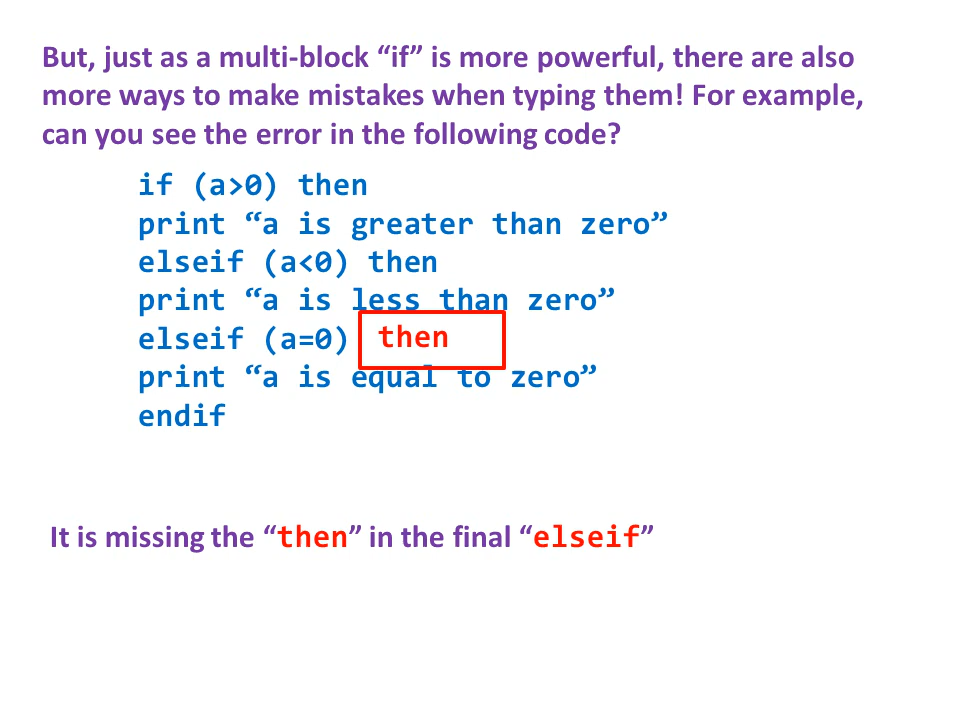 But, just as a multi-block “if” is more powerful, there are also
more ways to make mistakes when typing them! For example,
can you see the error in the following code?
if (a>0) then
print “a is greater than zero”
elseif (a<0) then
print “a is less than zero”
elseif (a=0) then
print “a is equal to zero”
endif
It is missing the “then” in the final “elseif”